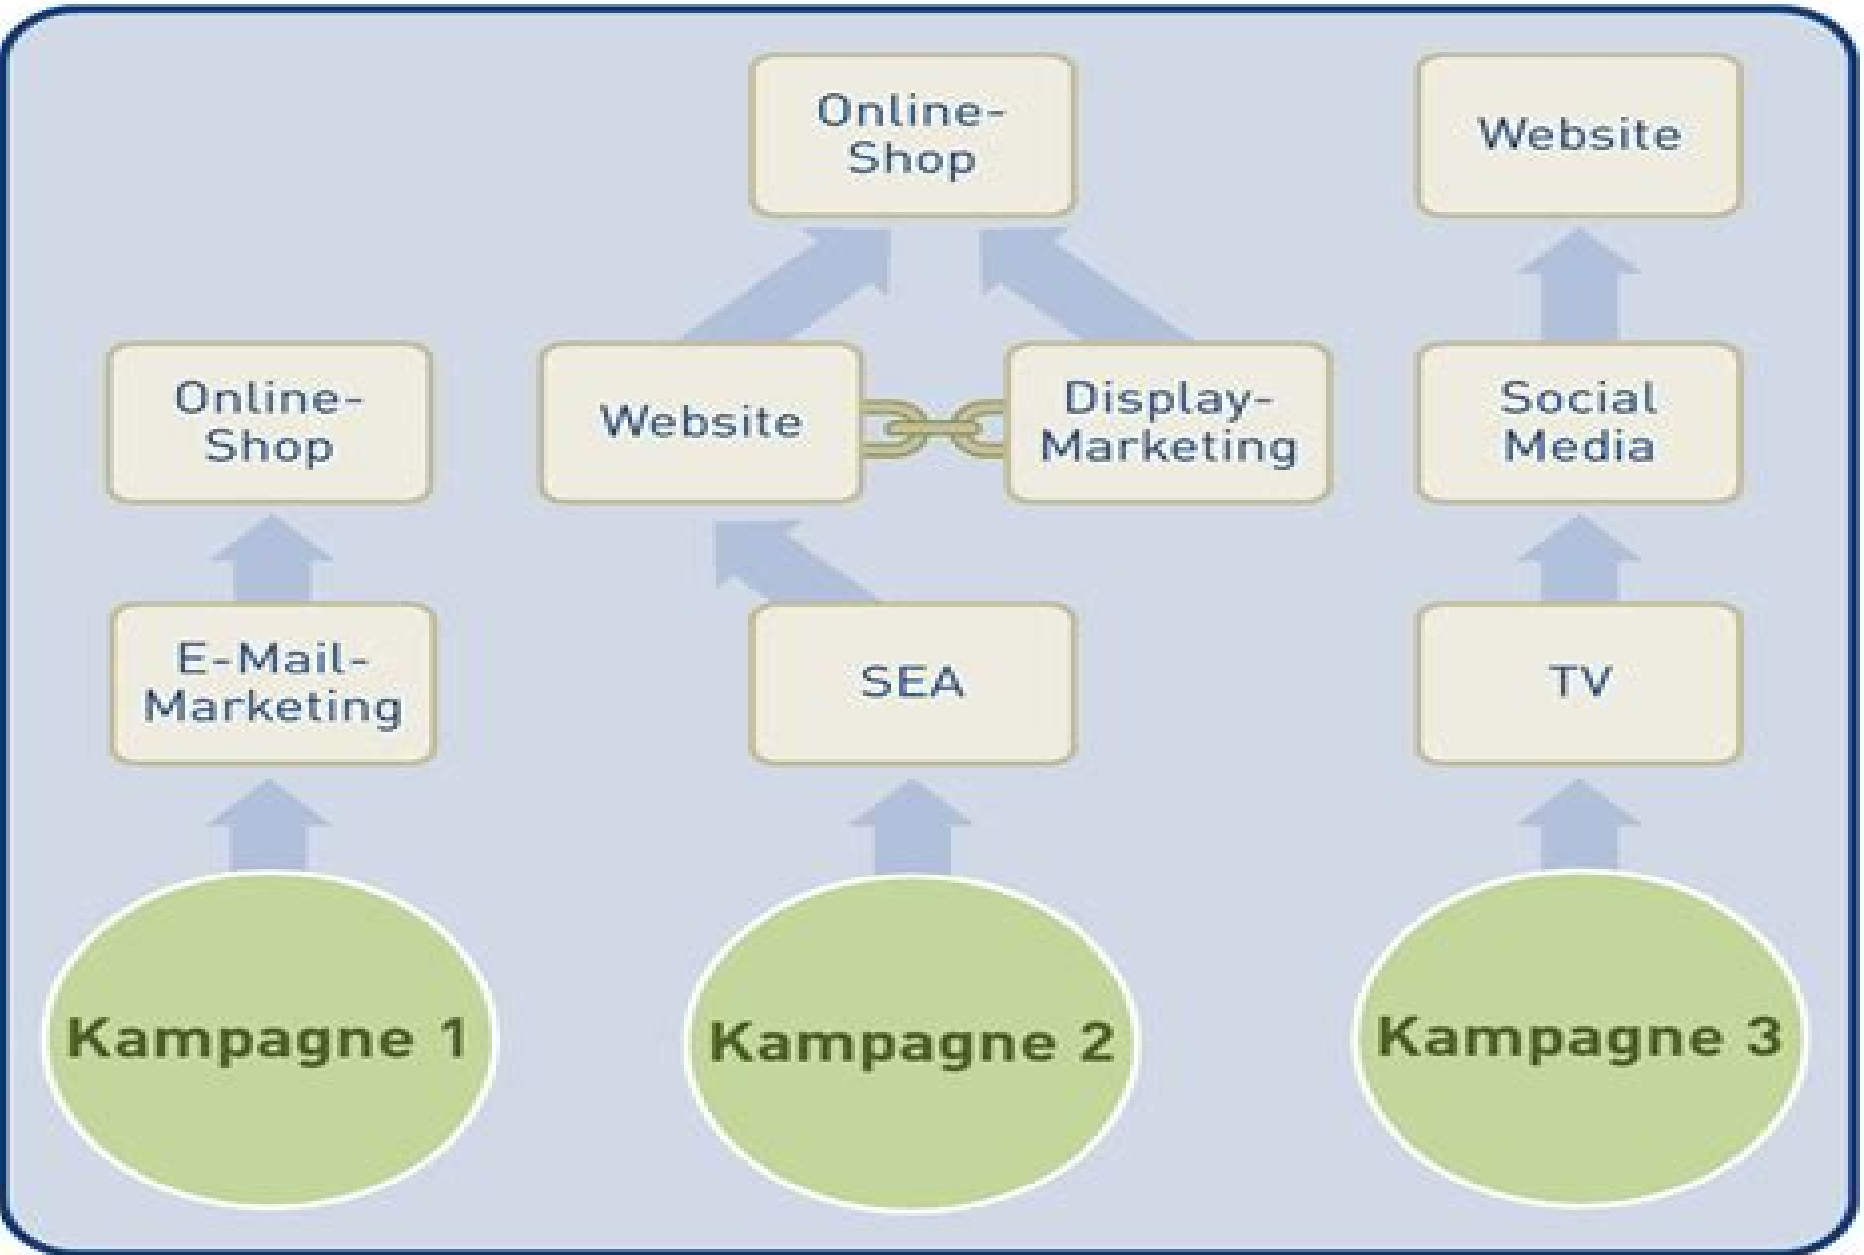 Online-
Shop
Website
Online-
Shop
Website
Display-
Marketing
Social
Media
E-Mail-
Marketing
SEA
TV
Kampagne 1
Kampagne 2
Kampagne 3